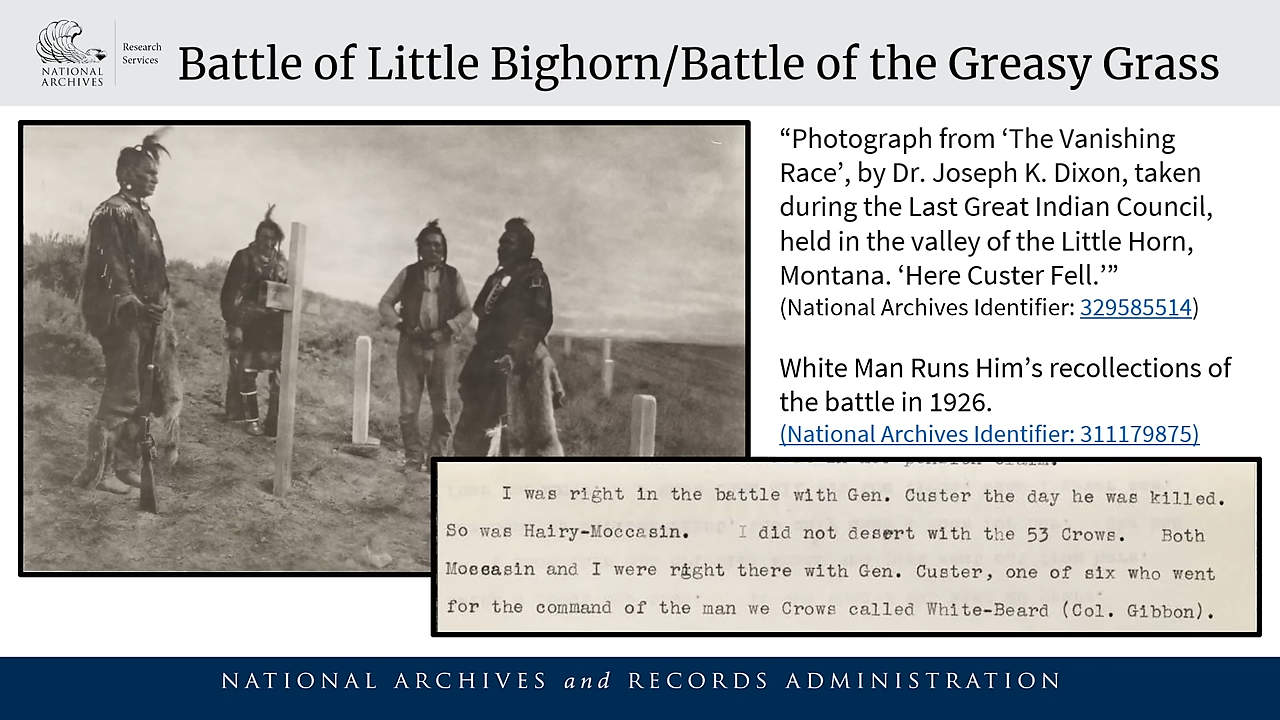 NATIONAL
ARCHIVES
Research
Services
Battle of Little Bighorn/Battle of the Greasy Grass
“Photograph from ‘The Vanishing
Race’, by Dr. Joseph K. Dixon, taken
during the Last Great Indian Council,
held in the valley of the Little Horn,
Montana. ‘Here Custer Fell.’”
(National Archives Identifier: 329585514)
White Man Runs Him’s recollections of
the battle in 1926.
(National Archives Identifier: 311179875)
pension claim.
I was right in the battle with Gen. Custer the day he was killed.
So was Hairy-Moccasin. I did not desert with the 53 Crows. Both
Moccasin and I were right there with Gen. Custer, one of six who went
for the command of the man we Crows called White-Beard (Col. Gibbon).
NATIONAL ARCHIVES and RECORDS ADMINISTRATION